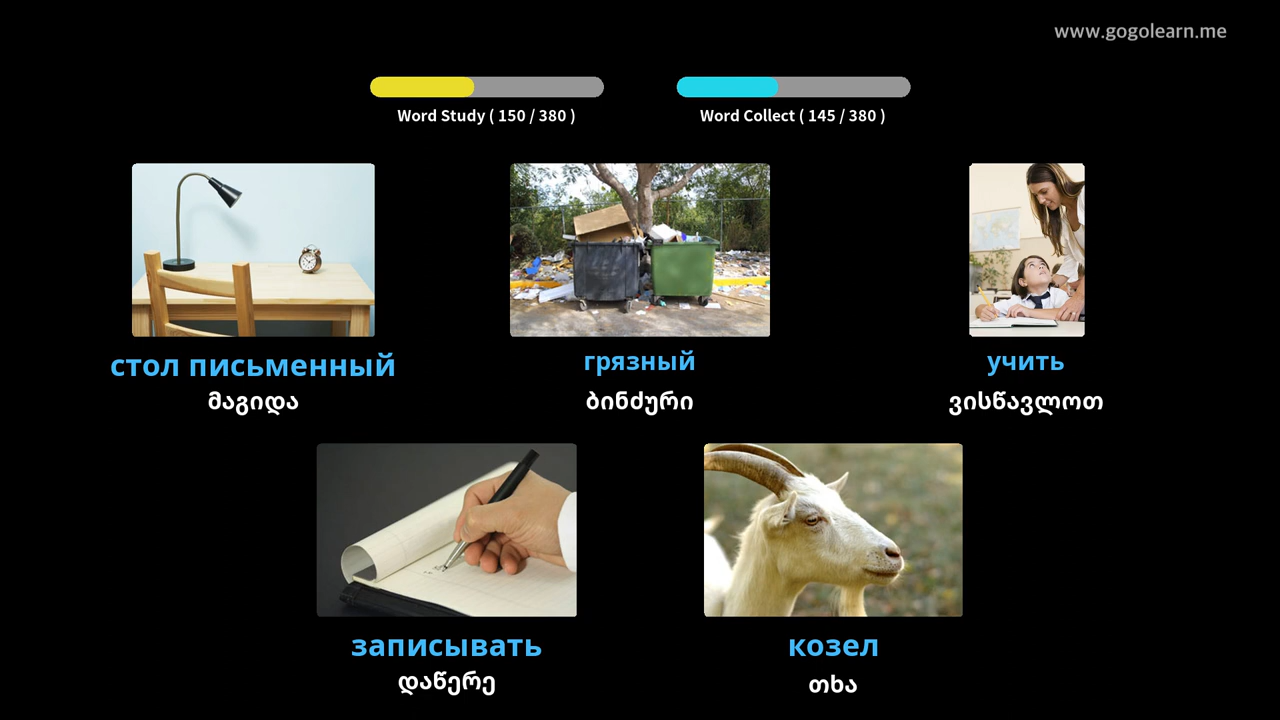 www.gogolearn.me
Word Study ( 150 / 380 )
Word Collect ( 145 / 380 )
стол письменный
მაგიდა
грязный
ბინძური
учить
ვისწავლოთ
записывать
დაწერე
козел
თხა